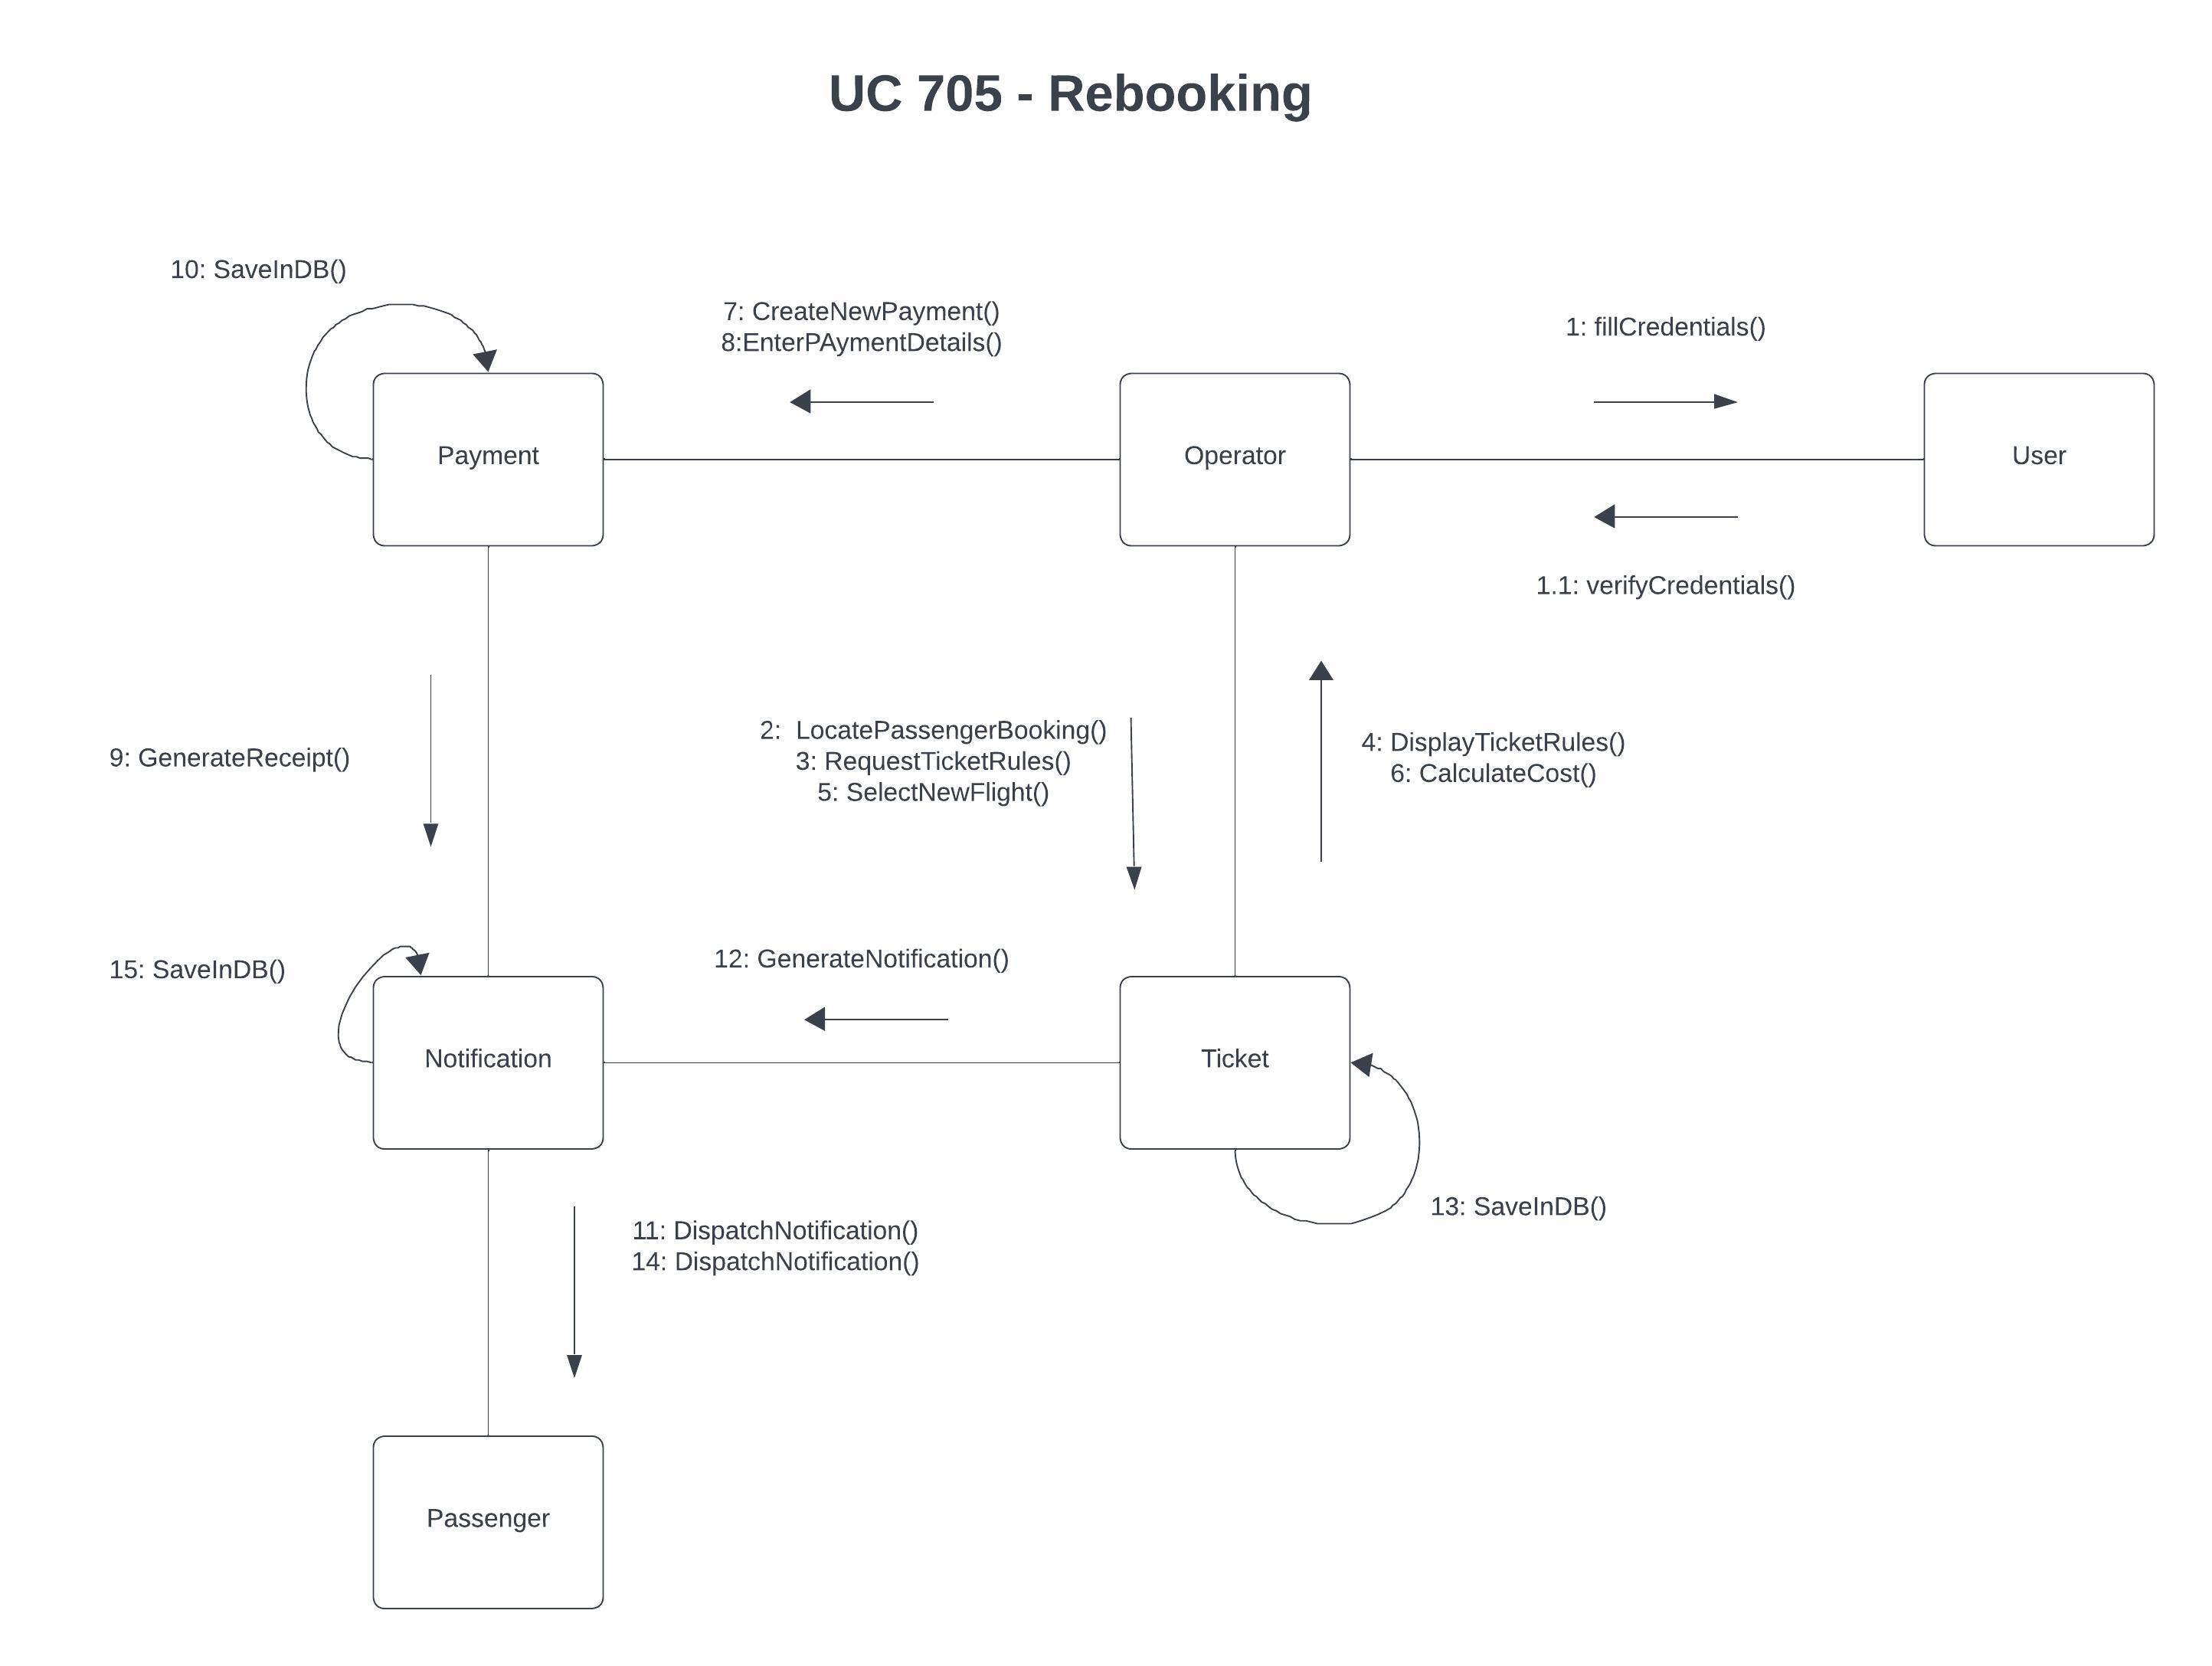 UC 705 - Rebooking
10: SaveInDB()
7: CreateNewPayment()
8:EnterPAymentDetails()
1: fillCredentials()
Payment
Operator
User
1.1: verifyCredentials()
9: GenerateReceipt()
2:  LocatePassengerBooking()
3: RequestTicketRules()
5: SelectNewFlight()
4: DisplayTicketRules()
6: CalculateCost()
15: SaveInDB()
12: GenerateNotification()
Notification
Ticket
13: SaveInDB()
11: DispatchNotification()
14: DispatchNotification()
Passenger